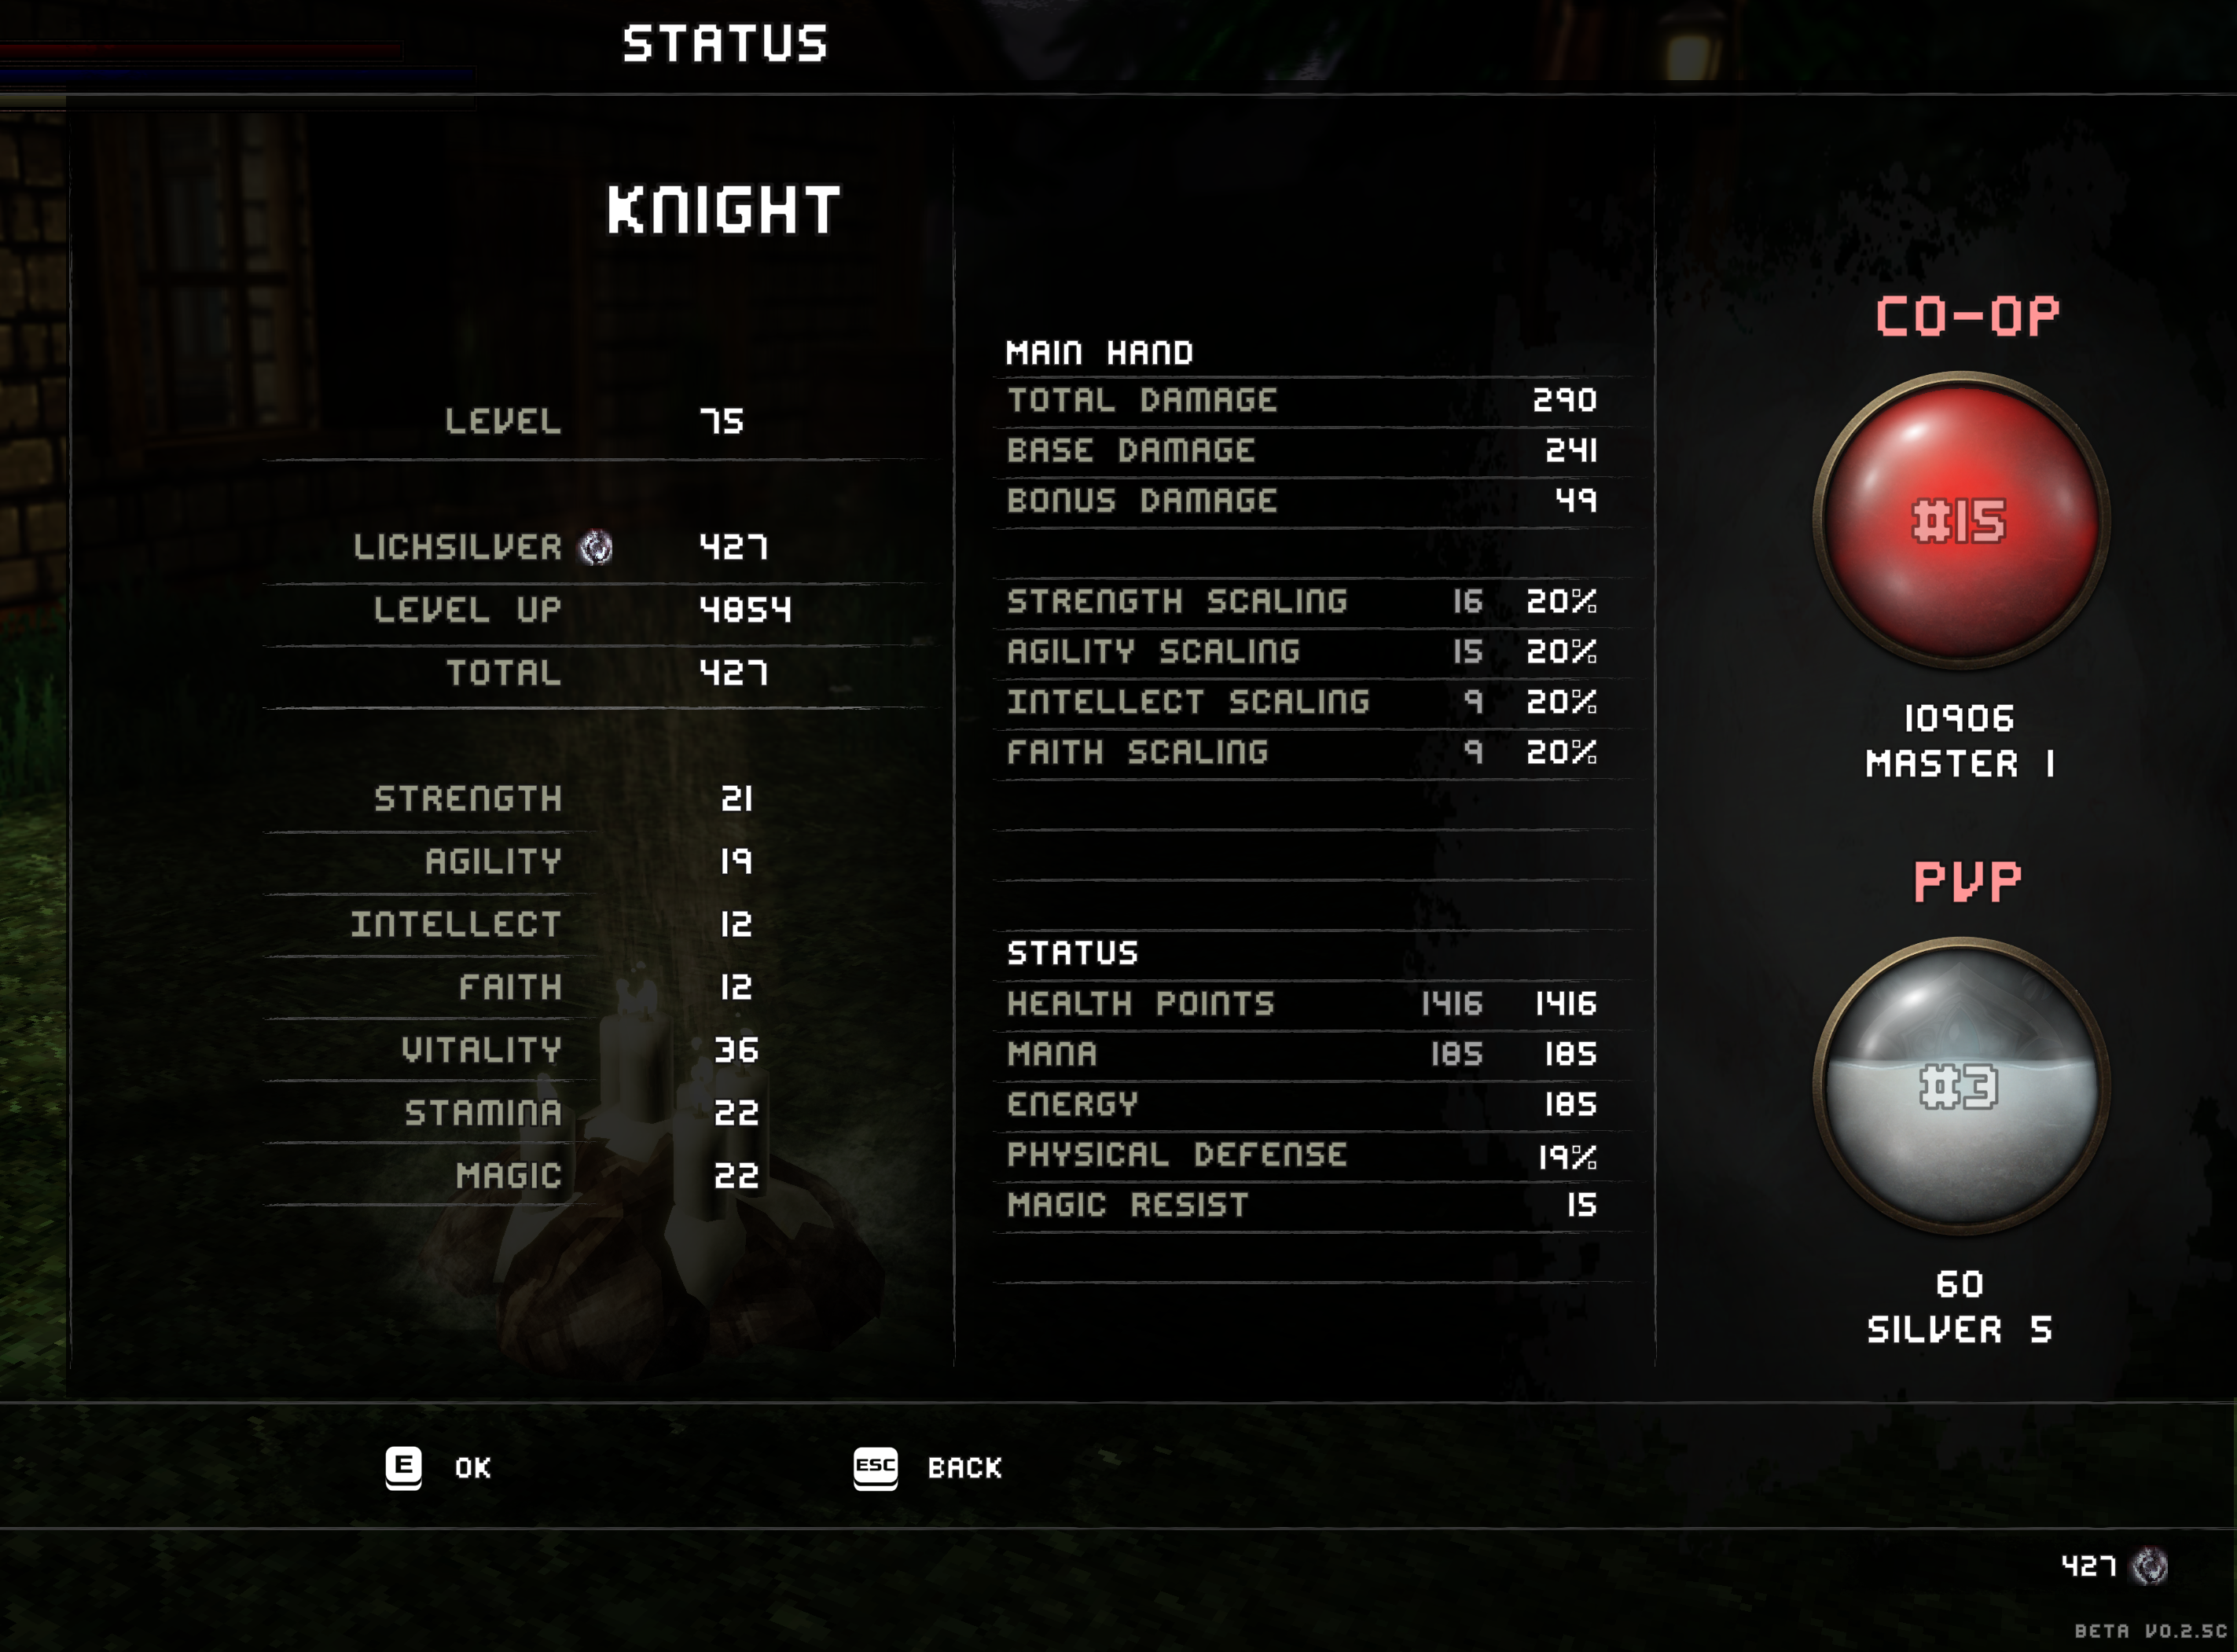 STATUS
KNIGHT
LEVEL 75
LICHSILVER 427
LEVEL UP 4854
TOTAL 427
STRENGTH 21
AGILITY 19
INTELLECT 12
FAITH 12
VITALITY 36
STAMINA 22
MAGIC 22
MAIN HAND
TOTAL DAMAGE 290
BASE DAMAGE 241
BONUS DAMAGE 49
STRENGTH SCALING 16 20%
AGILITY SCALING 15 20%
INTELLECT SCALING 9 20%
FAITH SCALING 9 20%
STATUS
HEALTH POINTS 1416 1416
MANA 185 185
ENERGY 185
PHYSICAL DEFENSE 19%
MAGIC RESIST 15
CO-OP
#15
10906
MASTER 1
PVP
#3
60
SILVER 5
E OK ESC BACK
427
BETA V0.2.5C